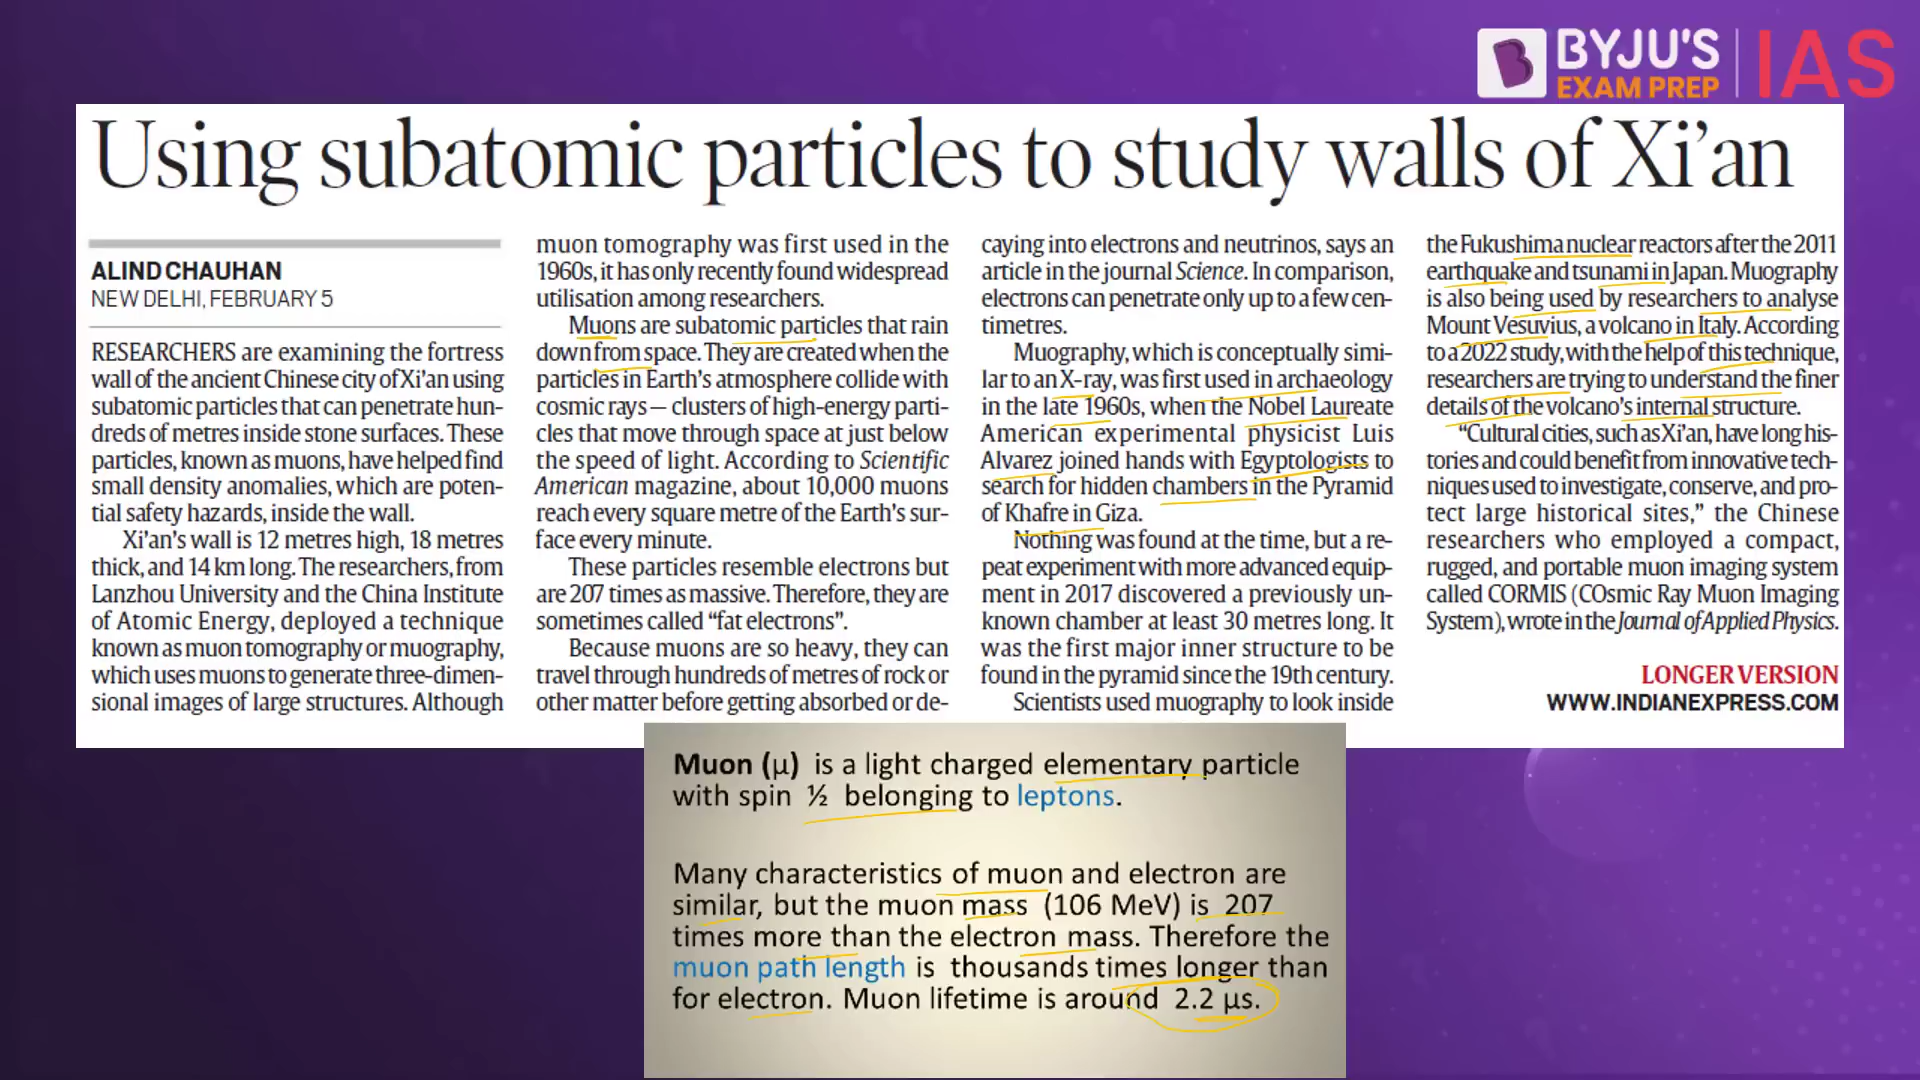 BYJU'S
EXAM PREP
IAS
Using subatomic particles to study walls of Xi'an
ALIND CHAUHAN
NEW DELHI, FEBRUARY 5
RESEARCHERS are examining the fortress
wall of the ancient Chinese city of Xi'an using
subatomic particles that can penetrate hun-
dreds of metres inside stone surfaces. These
particles, known as muons, have helped find
small density anomalies, which are poten-
tial safety hazards, inside the wall.
Xi'an's wall is 12 metres high, 18 metres
thick, and 14 km long. The researchers, from
Lanzhou University and the China Institute
of Atomic Energy, deployed a technique
known as muon tomography or muography,
which uses muons to generate three-dimen-
sional images of large structures. Although
muon tomography was first used in the
1960s, it has only recently found widespread
utilisation among researchers.
Muons are subatomic particles that rain
down from space. They are created when the
particles in Earth's atmosphere collide with
cosmic rays — clusters of high-energy parti-
cles that move through space at just below
the speed of light. According to Scientific
American magazine, about 10,000 muons
reach every square metre of the Earth's sur-
face every minute.
These particles resemble electrons but
are 207 times as massive. Therefore, they are
sometimes called “fat electrons”.
Because muons are so heavy, they can
travel through hundreds of metres of rock or
other matter before getting absorbed or de-
caying into electrons and neutrinos, says an
article in the journal Science. In comparison,
electrons can penetrate only up to a few cen-
timetres.
Muography, which is conceptually simi-
lar to an X-ray, was first used in archaeology
in the late 1960s, when the Nobel Laureate
American experimental physicist Luis
Alvarez joined hands with Egyptologists to
search for hidden chambers in the Pyramid
of Khafre in Giza.
Nothing was found at the time, but a re-
peat experiment with more advanced equip-
ment in 2017 discovered a previously un-
known chamber at least 30 metres long. It
was the first major inner structure to be
found in the pyramid since the 19th century.
Scientists used muography to look inside
the Fukushima nuclear reactors after the 2011
earthquake and tsunami in Japan. Muography
is also being used by researchers to analyse
Mount Vesuvius, a volcano in Italy. According
to a 2022 study, with the help of this technique,
researchers are trying to understand the finer
details of the volcano's internal structure.
“Cultural cities, such as Xi'an, have long his-
tories and could benefit from innovative tech-
niques used to investigate, conserve, and pro-
tect large historical sites,” the Chinese
researchers who employed a compact,
rugged, and portable muon imaging system
called CORMIS (COsmic Ray Muon Imaging
System), wrote in the Journal of Applied Physics.
LONGER VERSION
WWW.INDIANEXPRESS.COM
Muon (μ) is a light charged elementary particle
with spin ½ belonging to leptons.
Many characteristics of muon and electron are
similar, but the muon mass (106 MeV) is 207
times more than the electron mass. Therefore the
muon path length is thousands times longer than
for electron. Muon lifetime is around 2.2 μs.